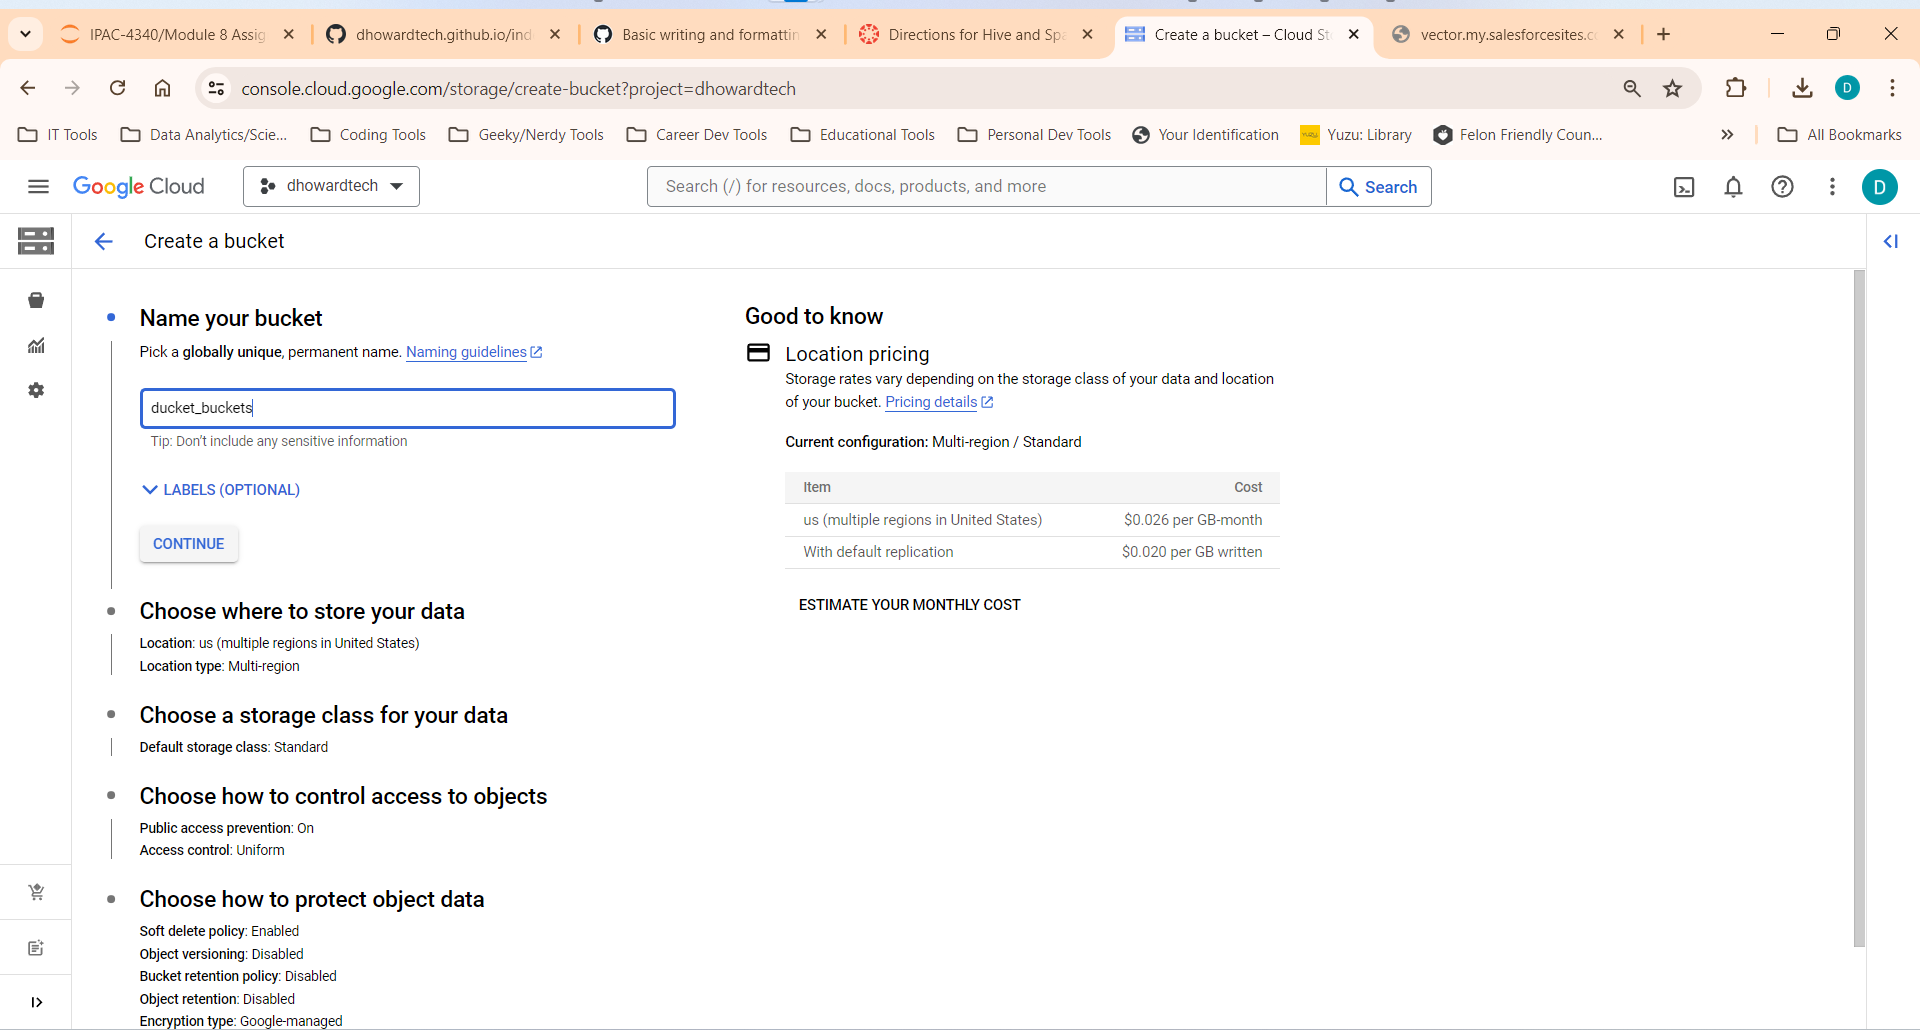 IPAC-4340/Module 8 Assig
dhowardtech.github.io/ind
Basic writing and formattin
Directions for Hive and Spa
Create a bucket – Cloud Sto
vector.my.salesforcesites.c
console.cloud.google.com/storage/create-bucket?project=dhowardtech
D
IT Tools
Data Analytics/Scie...
Coding Tools
Geeky/Nerdy Tools
Career Dev Tools
Educational Tools
Personal Dev Tools
Your Identification
Yuzu: Library
Felon Friendly Coun...
All Bookmarks
Google Cloud
dhowardtech
Search (/) for resources, docs, products, and more
Search
D
Create a bucket
Name your bucket
Pick a globally unique, permanent name. Naming guidelines
ducket_buckets
Tip: Don't include any sensitive information
LABELS (OPTIONAL)
CONTINUE
Choose where to store your data
Location: us (multiple regions in United States)
Location type: Multi-region
Choose a storage class for your data
Default storage class: Standard
Choose how to control access to objects
Public access prevention: On
Access control: Uniform
Choose how to protect object data
Soft delete policy: Enabled
Object versioning: Disabled
Bucket retention policy: Disabled
Object retention: Disabled
Encryption type: Google-managed
Good to know
Location pricing
Storage rates vary depending on the storage class of your data and location
of your bucket. Pricing details
Current configuration: Multi-region / Standard
Item Cost
us (multiple regions in United States) $0.026 per GB-month
With default replication $0.020 per GB written
ESTIMATE YOUR MONTHLY COST